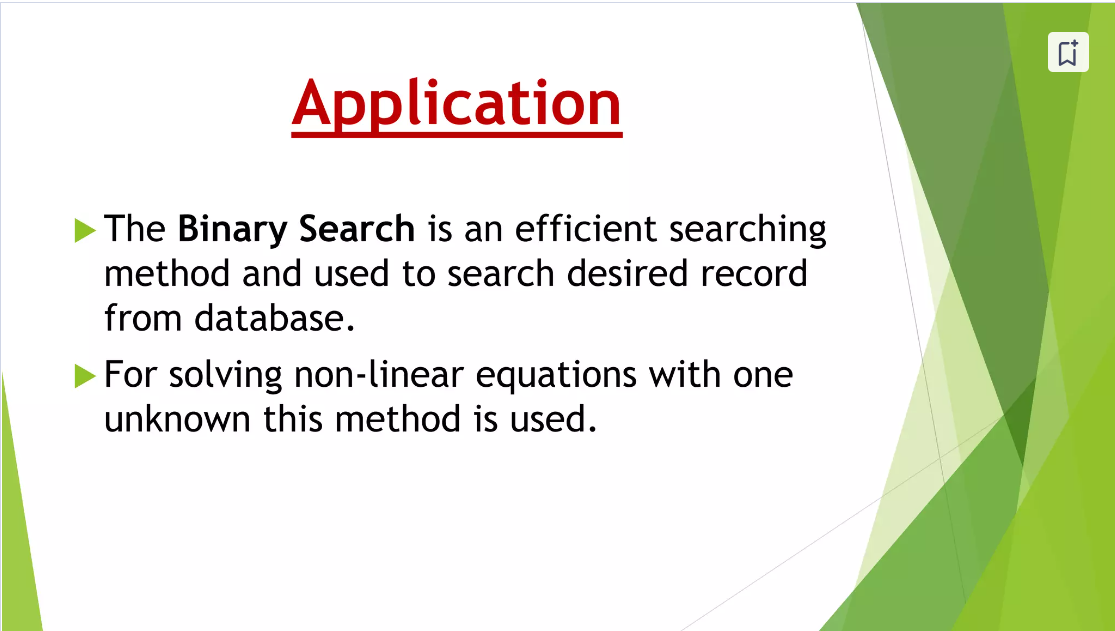 Application
The Binary Search is an efficient searching
method and used to search desired record
from database.
For solving non-linear equations with one
unknown this method is used.